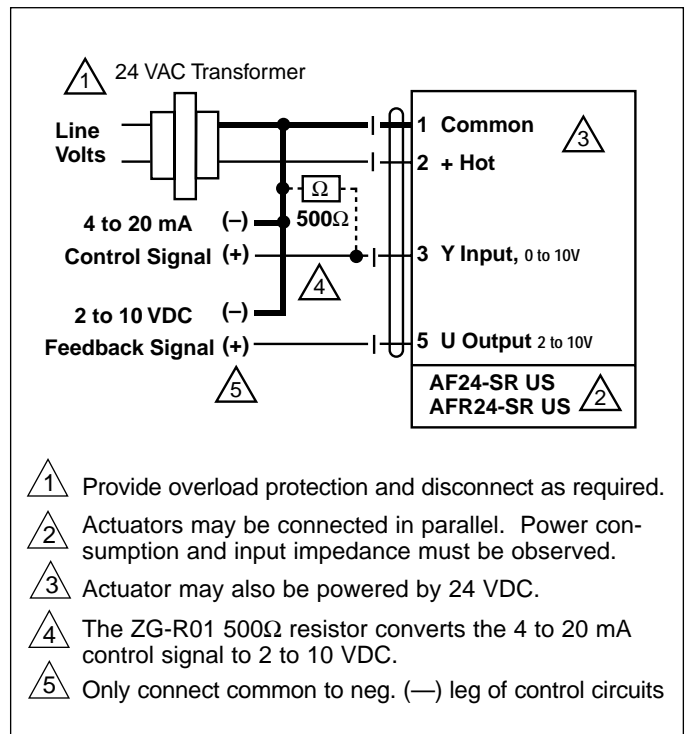 1 24 VAC Transformer
Line
Volts
1 Common
3
2 + Hot
Ω
500Ω
4 to 20 mA (–)
Control Signal (+)
3 Y Input, 0 to 10V
4
2 to 10 VDC (–)
Feedback Signal (+)
5 U Output 2 to 10V
5
AF24-SR US
AFR24-SR US
2
1 Provide overload protection and disconnect as required.
2 Actuators may be connected in parallel. Power con-
sumption and input impedance must be observed.
3 Actuator may also be powered by 24 VDC.
4 The ZG-R01 500Ω resistor converts the 4 to 20 mA
control signal to 2 to 10 VDC.
5 Only connect common to neg. (—) leg of control circuits